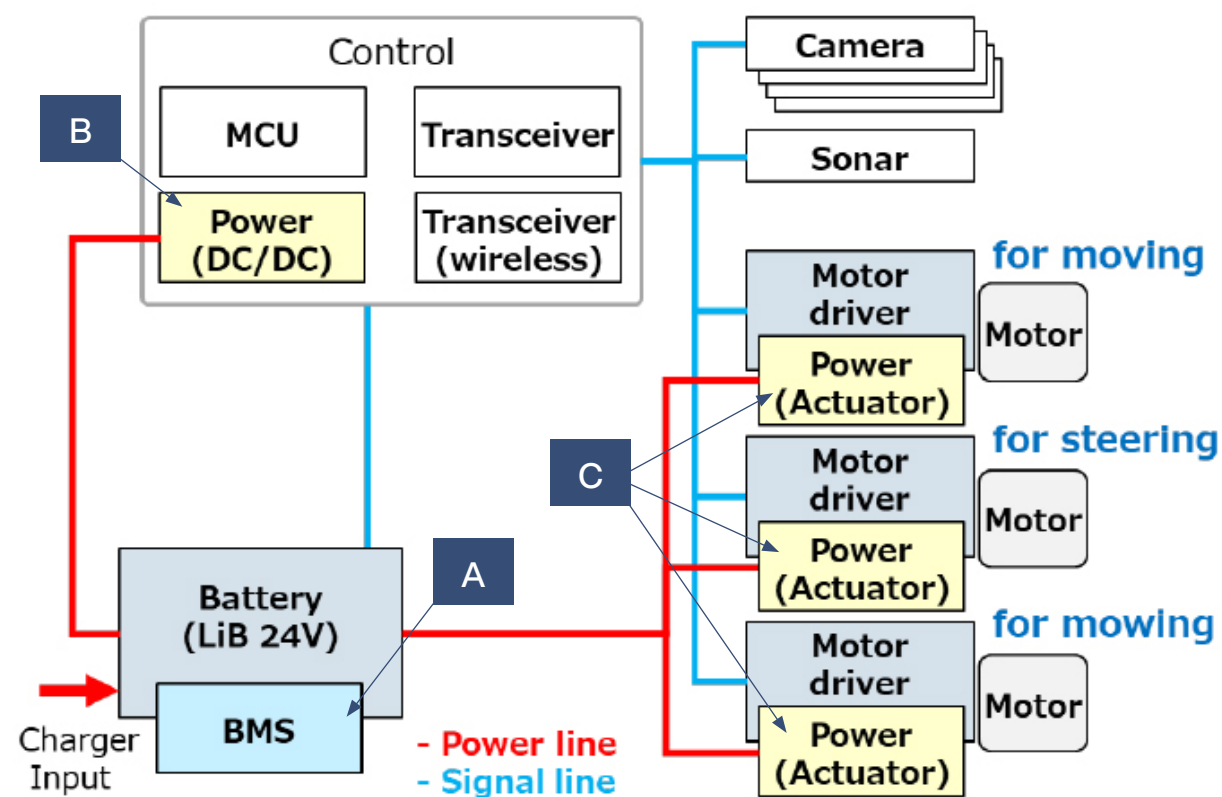 Control
MCU
Transceiver
Power
(DC/DC)
Transceiver
(wireless)
B
Camera
Sonar
for moving
Motor
driver
Motor
Power
(Actuator)
for steering
Motor
driver
Motor
Power
(Actuator)
for mowing
Motor
driver
Motor
Power
(Actuator)
C
A
Battery
(LiB 24V)
BMS
Charger
Input
- Power line
- Signal line